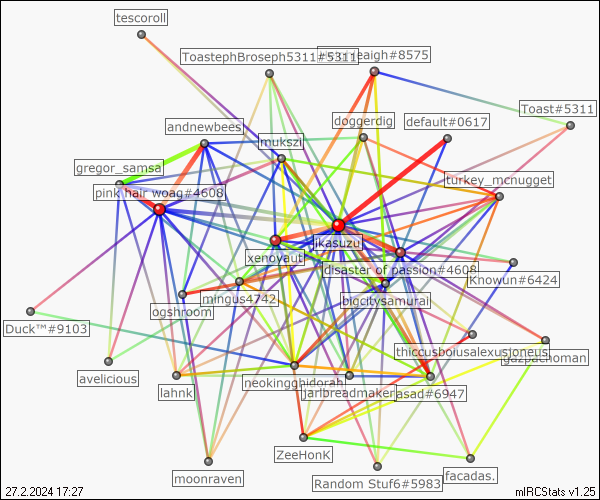 tescoroll
ToastephBroseph5311#5311
#8575
Toast#5311
doggerdig
default#0617
andnewbees
mukszi
gregor_samsa
turkey_mcnugget
pink hair woag#4608
ikasuzu
xenoyaut
disaster of passion#4608
Knowun#6424
mingus4742
bigcitysamurai
ogshroom
Duck™#9103
thiccusboiusalexusjoneus
gazpachoman
avelicious
lahnk
neokingghidorah
jarlbreadmaker
asad#6947
ZeeHonK
moonraven
Random Stuf6#5983
facadas.
27.2.2024 17:27
mIRCStats v1.25